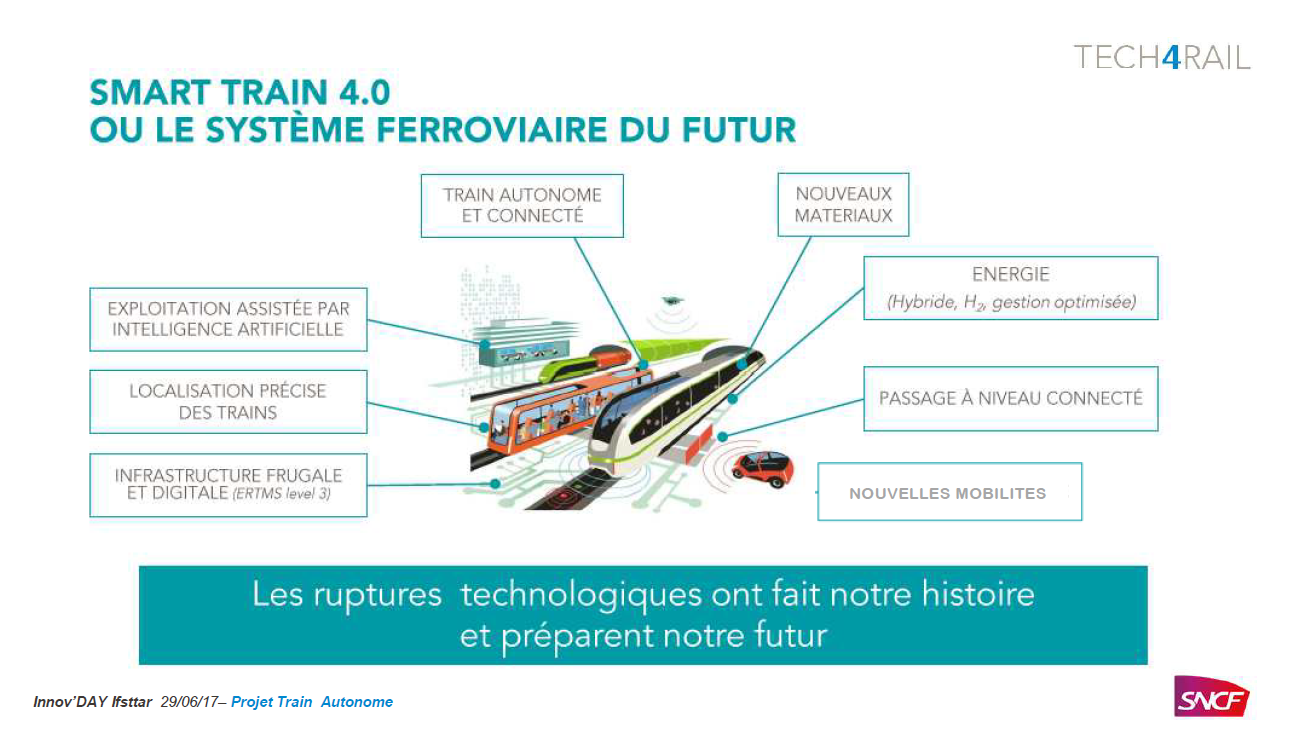 TECH4RAIL
SMART TRAIN 4.0
OU LE SYSTÈME FERROVIAIRE DU FUTUR
TRAIN AUTONOME
ET CONNECTÉ
NOUVEAUX
MATERIAUX
ENERGIE
(Hybride, H2, gestion optimisée)
EXPLOITATION ASSISTÉE PAR
INTELLIGENCE ARTIFICIELLE
LOCALISATION PRÉCISE
DES TRAINS
PASSAGE À NIVEAU CONNECTÉ
INFRASTRUCTURE FRUGALE
ET DIGITALE (ERTMS level 3)
NOUVELLES MOBILITES
Les ruptures technologiques ont fait notre histoire
et préparent notre futur
Innov'DAY Ifsttar 29/06/17– Projet Train Autonome
SNCF